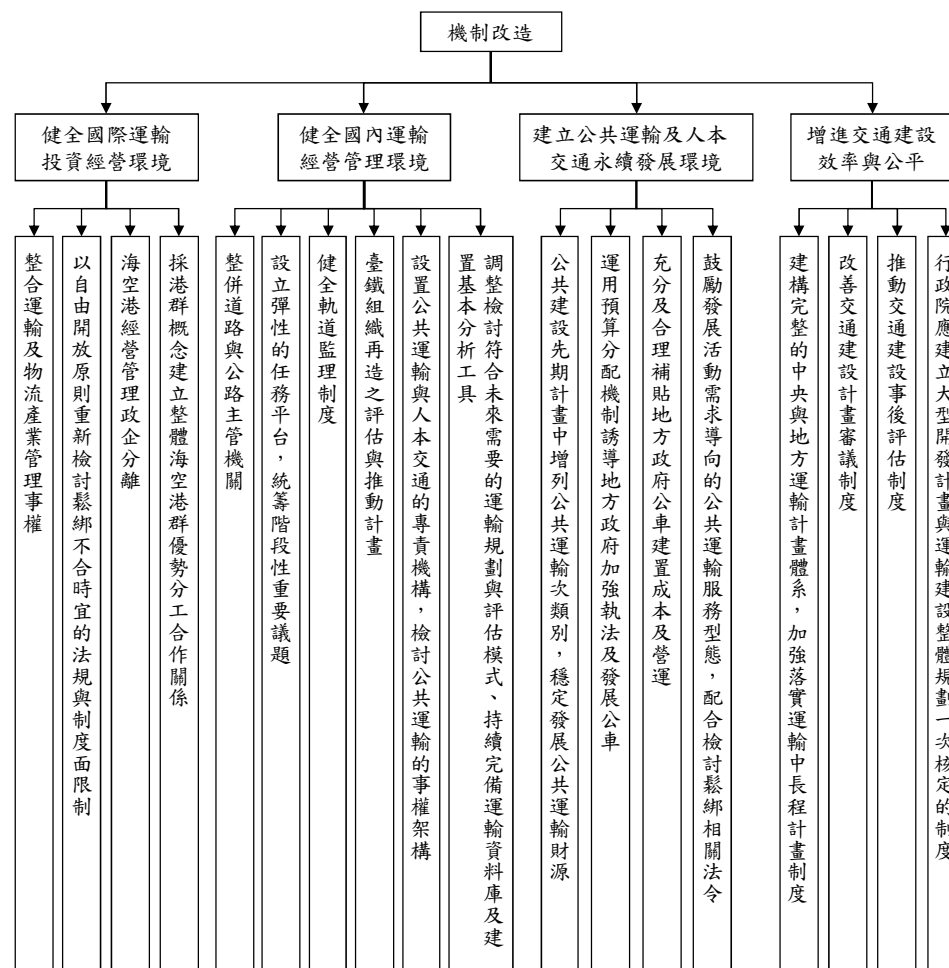 機制改造
健全國際運輸
投資經營環境
健全國內運輸
經營管理環境
建立公共運輸及人本
交通永續發展環境
增進交通建設
效率與公平
整合運輸及物流產業管理事權
以自由開放原則重新檢討鬆綁不合時宜的法規與制度面限制
海空港經營管理政企分離
採港群概念建立整體海空港群優勢分工合作關係
整併道路與公路主管機關
設立彈性的任務平台，統籌階段性重要議題
健全軌道監理制度
臺鐵組織再造之評估與推動計畫
設置公共運輸與人本交通的專責機構，檢討公共運輸的事權架構
調整檢討符合未來需要的運輸規劃與評估模式、持續完備運輸資料庫及建
置基本分析工具
公共建設先期計畫中增列公共運輸次類別，穩定發展公共運輸財源
運用預算分配機制誘導地方政府加強執法及發展公車
充分及合理補貼地方政府公車建置成本及營運
鼓勵發展活動需求導向的公共運輸服務型態，配合檢討鬆綁相關法令
建構完整的中央與地方運輸計畫體系，加強落實運輸中長程計畫制度
改善交通建設計畫審議制度
推動交通建設事後評估制度
行政院應建立大型開發計畫與運輸建設整體規劃一次核定的制度